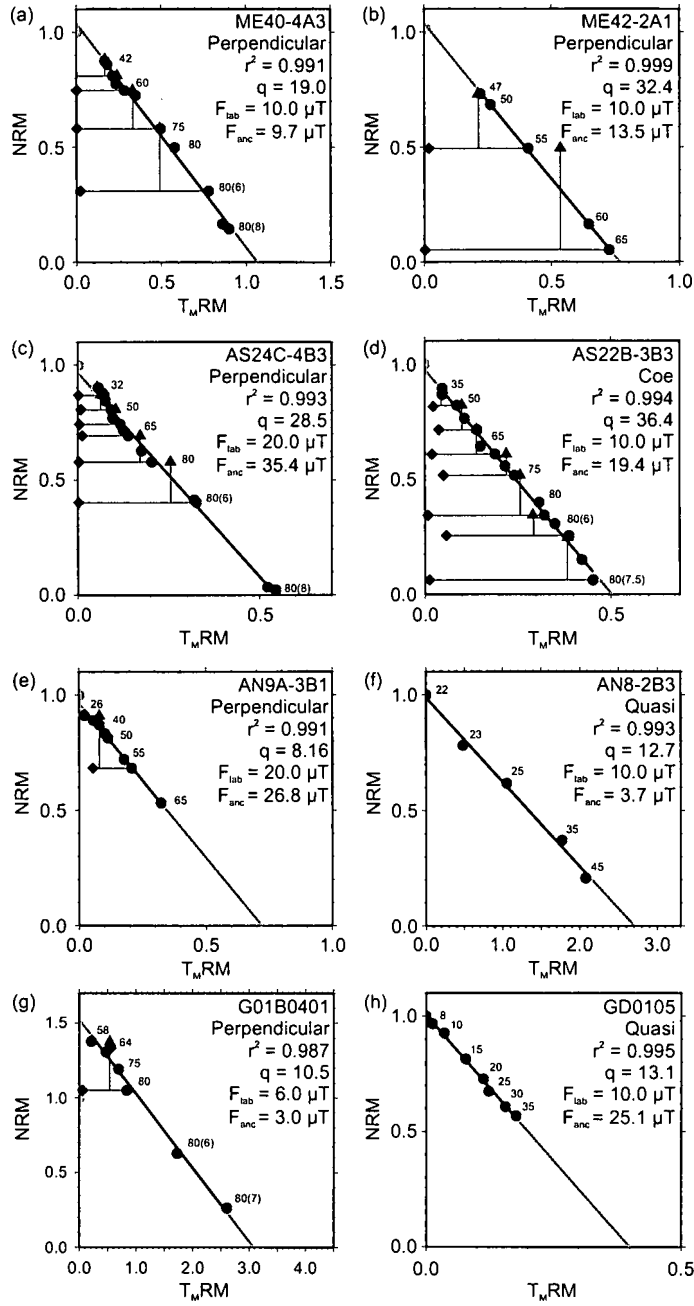 (a)
ME40-4A3
Perpendicular
r² = 0.991
q = 19.0
F_lab = 10.0 µT
F_anc = 9.7 µT
42
60
75
80
80(6)
80(8)
NRM
1.0
0.5
0.0
0.0 0.5 1.0 1.5
T_MRM
(b)
ME42-2A1
Perpendicular
r² = 0.999
q = 32.4
F_lab = 10.0 µT
F_anc = 13.5 µT
47
50
55
60
65
NRM
1.0
0.5
0.0
0.0 0.5 1.0
T_MRM
(c)
AS24C-4B3
Perpendicular
r² = 0.993
q = 28.5
F_lab = 20.0 µT
F_anc = 35.4 µT
32
50
65
80
80(6)
80(8)
NRM
1.0
0.5
0.0
0.0 0.5
T_MRM
(d)
AS22B-3B3
Coe
r² = 0.994
q = 36.4
F_lab = 10.0 µT
F_anc = 19.4 µT
35
50
75
80
80(6)
80(7.5)
NRM
1.0
0.5
0.0
0.0 0.1 0.2 0.3 0.4 0.5 0.6
T_MRM
(e)
AN9A-3B1
Perpendicular
r² = 0.991
q = 8.16
F_lab = 20.0 µT
F_anc = 26.8 µT
26
40
50
55
65
NRM
1.0
0.5
0.0
0.0 0.5 1.0
T_MRM
(f)
AN8-2B3
Quasi
r² = 0.993
q = 12.7
F_lab = 10.0 µT
F_anc = 3.7 µT
22
23
25
35
45
NRM
1.0
0.5
0.0
0.0 1.0 2.0 3.0
T_MRM
(g)
G01B0401
Perpendicular
r² = 0.987
q = 10.5
F_lab = 6.0 µT
F_anc = 3.0 µT
58
64
75
80
80(6)
80(7)
NRM
1.5
1.0
0.5
0.0
0.0 1.0 2.0 3.0 4.0
T_MRM
(h)
GD0105
Quasi
r² = 0.995
q = 13.1
F_lab = 10.0 µT
F_anc = 25.1 µT
8
10
15
20
25
30
35
NRM
1.0
0.5
0.0
0.0 0.5
T_MRM